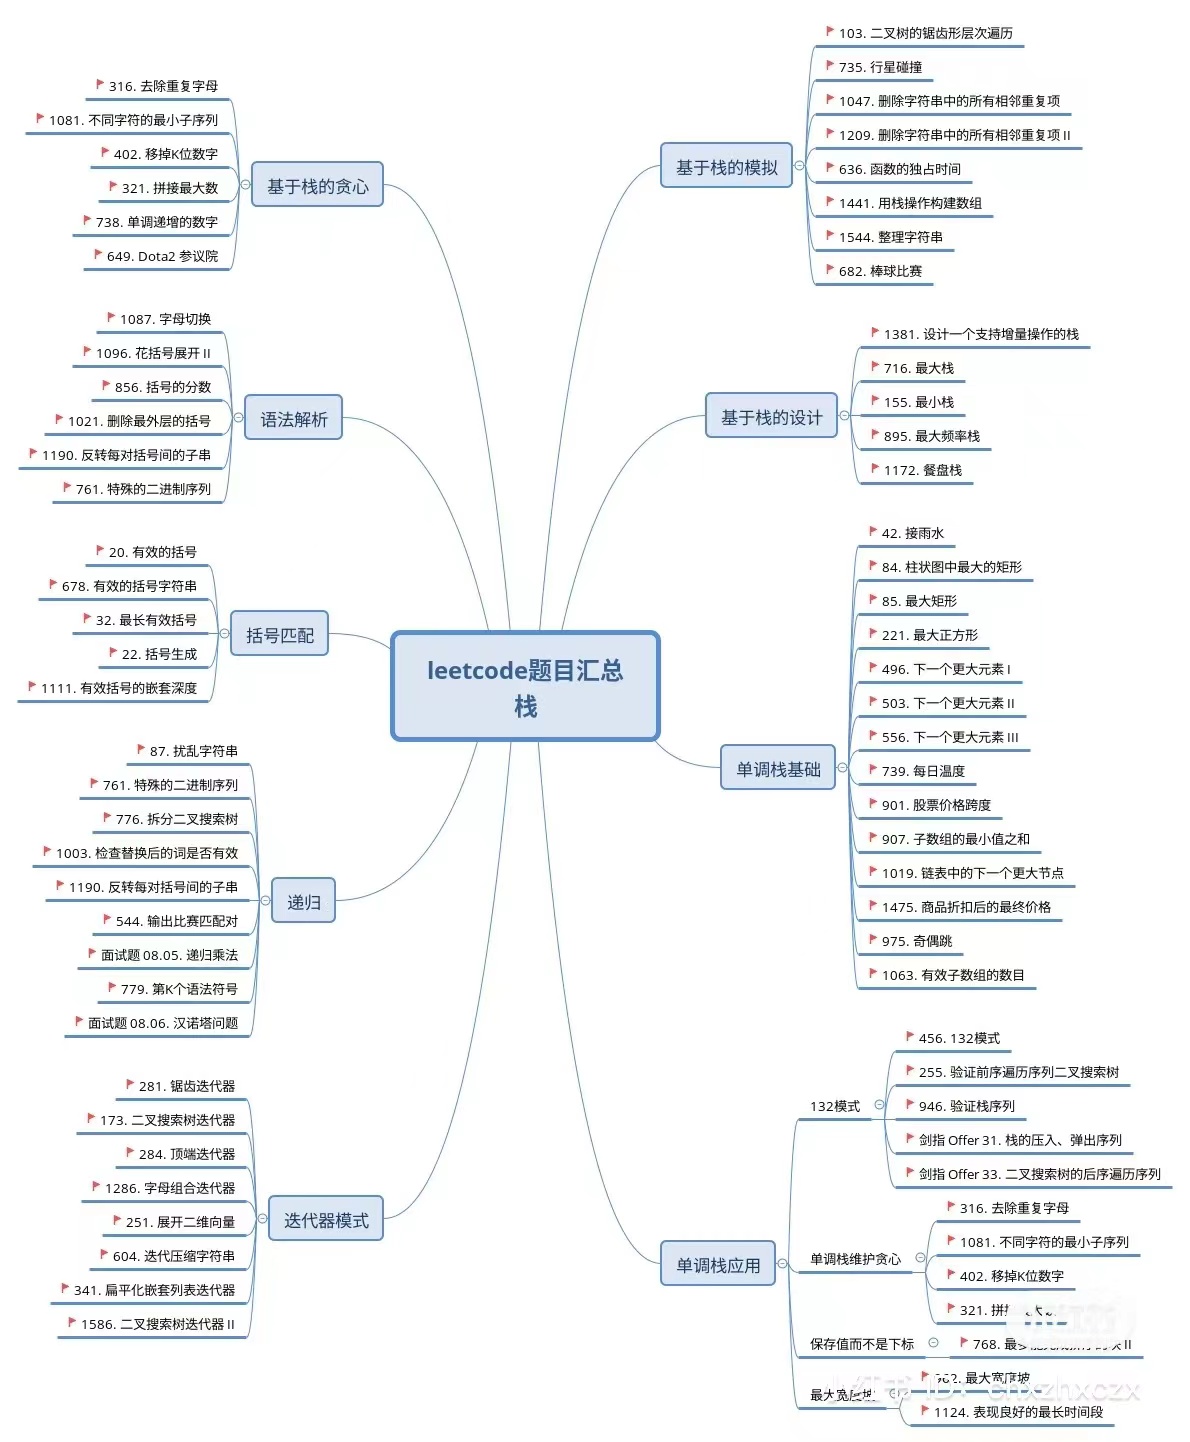 leetcode题目汇总
栈
基于栈的贪心
316. 去除重复字母
1081. 不同字符的最小子序列
402. 移掉K位数字
321. 拼接最大数
738. 单调递增的数字
649. Dota2 参议院
语法解析
1087. 字母切换
1096. 花括号展开 II
856. 括号的分数
1021. 删除最外层的括号
1190. 反转每对括号间的子串
761. 特殊的二进制序列
括号匹配
20. 有效的括号
678. 有效的括号字符串
32. 最长有效括号
22. 括号生成
1111. 有效括号的嵌套深度
递归
87. 扰乱字符串
761. 特殊的二进制序列
776. 拆分二叉搜索树
1003. 检查替换后的词是否有效
1190. 反转每对括号间的子串
544. 输出比赛匹配对
面试题 08.05. 递归乘法
779. 第K个语法符号
面试题 08.06. 汉诺塔问题
迭代器模式
281. 锯齿迭代器
173. 二叉搜索树迭代器
284. 顶端迭代器
1286. 字母组合迭代器
251. 展开二维向量
604. 迭代压缩字符串
341. 扁平化嵌套列表迭代器
1586. 二叉搜索树迭代器 II
基于栈的模拟
103. 二叉树的锯齿形层次遍历
735. 行星碰撞
1047. 删除字符串中的所有相邻重复项
1209. 删除字符串中的所有相邻重复项 II
636. 函数的独占时间
1441. 用栈操作构建数组
1544. 整理字符串
682. 棒球比赛
基于栈的设计
1381. 设计一个支持增量操作的栈
716. 最大栈
155. 最小栈
895. 最大频率栈
1172. 餐盘栈
单调栈基础
42. 接雨水
84. 柱状图中最大的矩形
85. 最大矩形
221. 最大正方形
496. 下一个更大元素 I
503. 下一个更大元素 II
556. 下一个更大元素 III
739. 每日温度
901. 股票价格跨度
907. 子数组的最小值之和
1019. 链表中的下一个更大节点
1475. 商品折扣后的最终价格
975. 奇偶跳
1063. 有效子数组的数目
单调栈应用
132模式
456. 132模式
255. 验证前序遍历序列二叉搜索树
946. 验证栈序列
剑指 Offer 31. 栈的压入、弹出序列
剑指 Offer 33. 二叉搜索树的后序遍历序列
单调栈维护贪心
316. 去除重复字母
1081. 不同字符的最小子序列
402. 移掉K位数字
321.
保存值而不是下标
768. II
最大宽度坡
最大宽度坡
1124. 表现良好的最长时间段
小红书 ID: